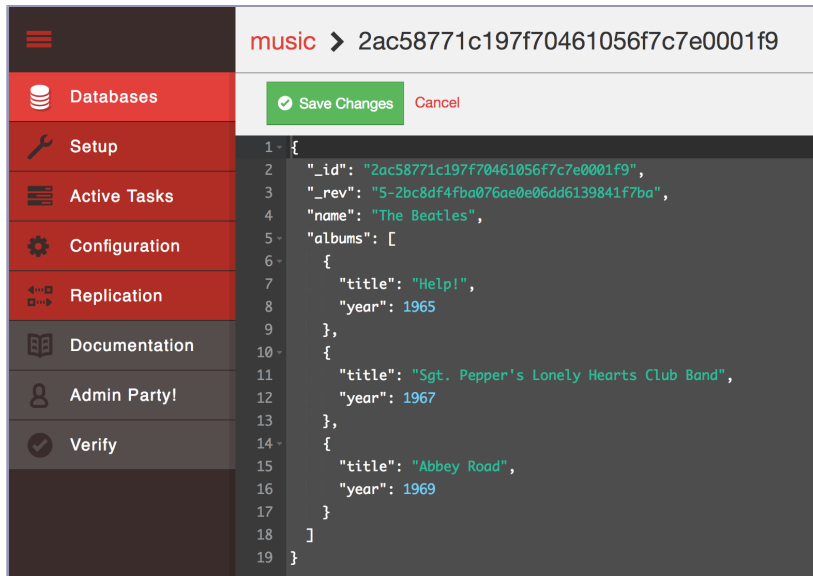 music > 2ac58771c197f70461056f7c7e0001f9
Databases
Setup
Active Tasks
Configuration
Replication
Documentation
Admin Party!
Verify
Save Changes Cancel
1 {
2 "_id": "2ac58771c197f70461056f7c7e0001f9",
3 "_rev": "5-2bc8df4fba076ae0e06dd6139841f7ba",
4 "name": "The Beatles",
5 "albums": [
6 {
7 "title": "Help!",
8 "year": 1965
9 },
10 {
11 "title": "Sgt. Pepper's Lonely Hearts Club Band",
12 "year": 1967
13 },
14 {
15 "title": "Abbey Road",
16 "year": 1969
17 }
18 ]
19 }